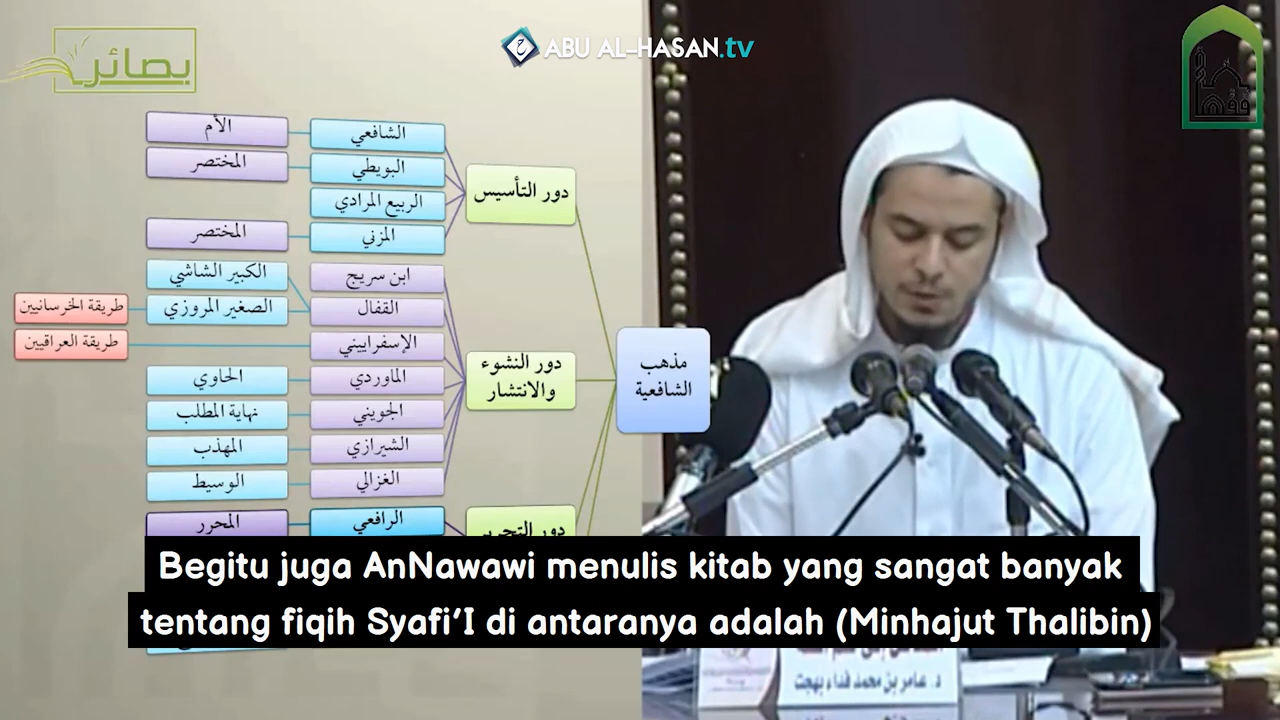 بصائر
ABU AL-HASAN.tv
مذهب
الشافعية
دور التأسيس
الشافعي
الأم
البويطي
المختصر
الربيع المرادي
المزني
المختصر
دور النشوء
والانتشار
ابن سريج
القفال
الكبير الشاشي
الصغير المروزي
طريقة الخرسانيين
الإسفراييني
طريقة العراقيين
الماوردي
الحاوي
الجويني
نهاية المطلب
الشيرازي
المهذب
الغزالي
الوسيط
الرافعي
المحرر
Begitu juga AnNawawi menulis kitab yang sangat banyak
tentang fiqih Syafi'I di antaranya adalah (Minhajut Thalibin)
د. عامر بن محمد فداء بهجت